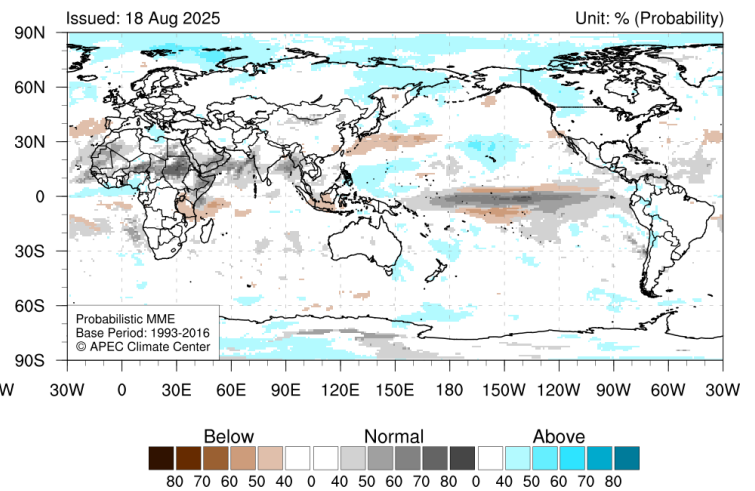 Issued: 18 Aug 2025 Unit: % (Probability)
90N
60N
30N
0
30S
60S
90S
Probabilistic MME
Base Period: 1993-2016
© APEC Climate Center
W 30W 0 30E 60E 90E 120E 150E 180 150W 120W 90W 60W 30W
Below Normal Above
80 70 60 50 40 0 40 50 60 70 80 0 40 50 60 70 80